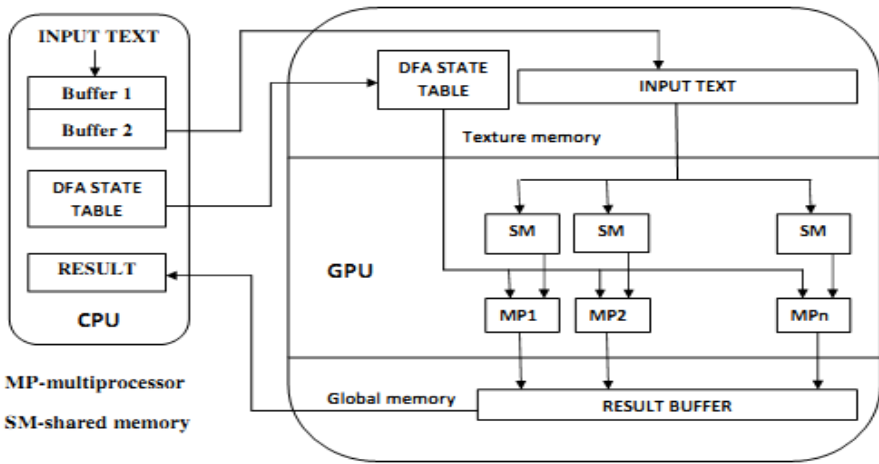 INPUT TEXT
Buffer 1
Buffer 2
DFA STATE
TABLE
RESULT
CPU
MP-multiprocessor
SM-shared memory
DFA STATE
TABLE
INPUT TEXT
Texture memory
SM
SM
SM
GPU
MP1
MP2
MPn
Global memory
RESULT BUFFER